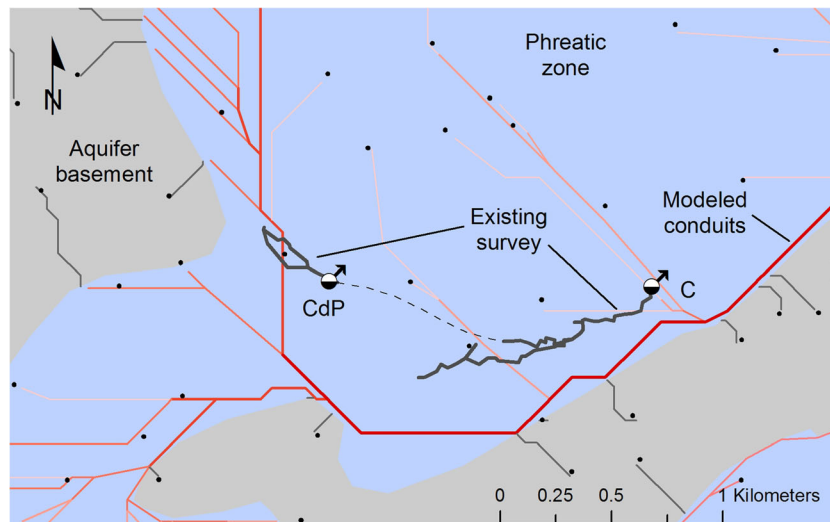 Phreatic
zone
N
Aquifer
basement
Modeled
conduits
Existing
survey
CdP
C
0 0.25 0.5 1 Kilometers